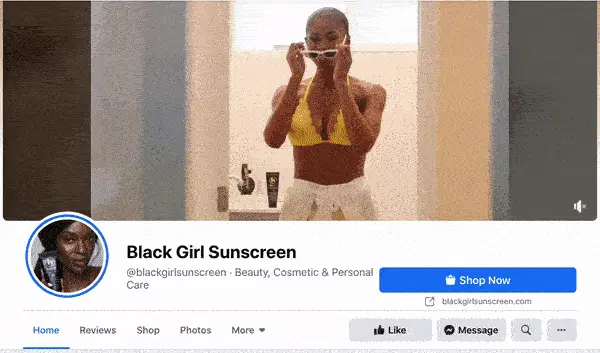 Black Girl Sunscreen
@blackgirlsunscreen · Beauty, Cosmetic & Personal
Care
Shop Now
blackgirlsunscreen.com
Home Reviews Shop Photos More Like Message